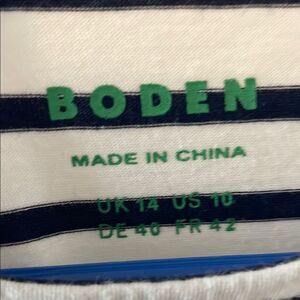 BODEN
MADE IN CHINA
UK 14 US 10
DE 40 FR 42